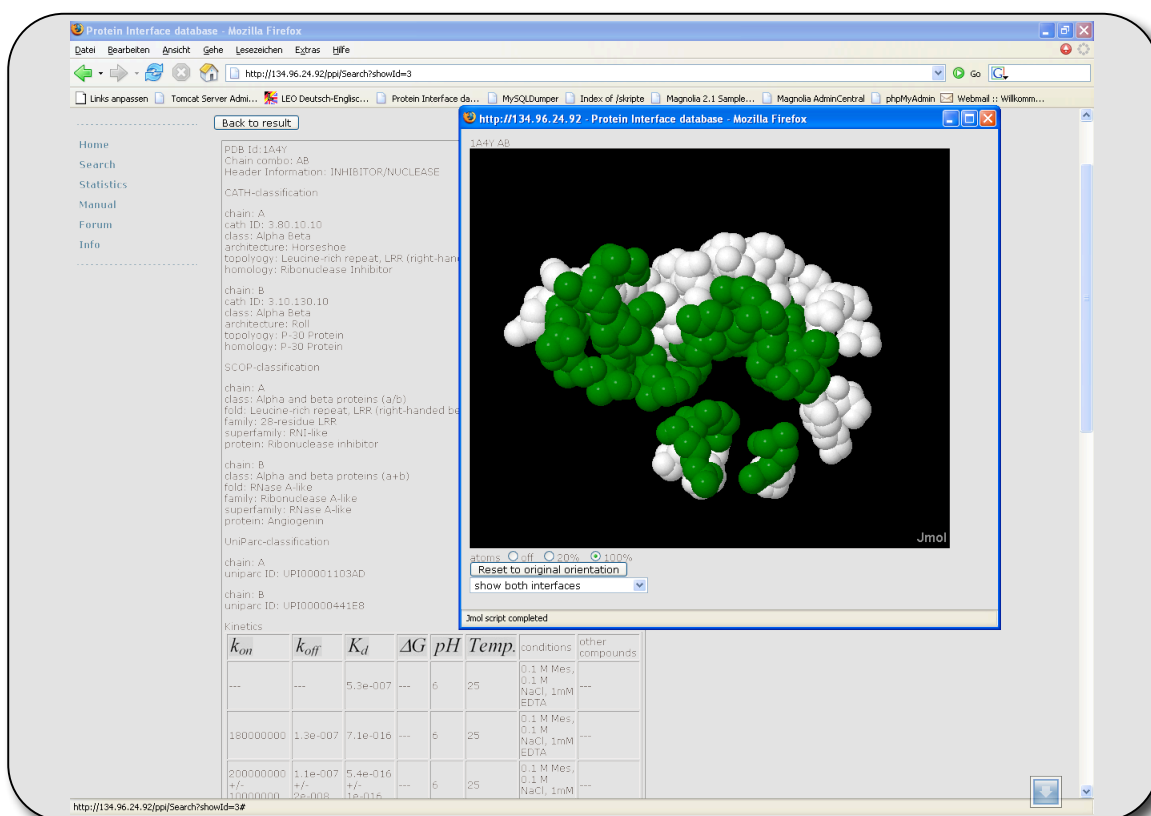 Protein Interface database - Mozilla Firefox
Datei Bearbeiten Ansicht Gehe Lesezeichen Extras Hilfe
http://134.96.24.92/ppi/Search?showId=3
Go
G
Links anpassen Tomcat Server Admi... LEO Deutsch-Englisc... Protein Interface da... MySQLDumper Index of /skripte Magnolia 2.1 Sample... Magnolia AdminCentral phpMyAdmin Webmail :: Willkomm...
Back to result
Home
Search
Statistics
Manual
Forum
Info
PDB Id:1A4Y
Chain combo: AB
Header Information: INHIBITOR/NUCLEASE
CATH-classification
chain: A
cath ID: 3.80.10.10
class: Alpha Beta
architecture: Horseshoe
topolyogy: Leucine-rich repeat, LRR (right-han
homology: Ribonuclease Inhibitor
chain: B
cath ID: 3.10.130.10
class: Alpha Beta
architecture: Roll
topolyogy: P-30 Protein
homology: P-30 Protein
SCOP-classification
chain: A
class: Alpha and beta proteins (a/b)
fold: Leucine-rich repeat, LRR (right-handed be
family: 28-residue LRR
superfamily: RNI-like
protein: Ribonuclease inhibitor
chain: B
class: Alpha and beta proteins (a+b)
fold: RNase A-like
family: Ribonuclease A-like
superfamily: RNase A-like
protein: Angiogenin
UniParc-classification
chain: A
uniparc ID: UPI00001103AD
chain: B
uniparc ID: UPI00000441E8
Kinetics
k_on k_off K_d ΔG pH Temp. conditions other compounds
--- --- 5.3e-007 --- 6 25 0.1 M Mes, 0.1 M NaCl, 1mM EDTA ---
180000000 1.3e-007 7.1e-016 --- 6 25 0.1 M Mes, 0.1 M NaCl, 1mM EDTA ---
200000000 +/- 10000000 1.1e-007 +/- 2e-008 5.4e-016 +/- 1e-016 --- 6 25 0.1 M Mes, 0.1 M NaCl, 1mM ---
http://134.96.24.92 - Protein Interface database - Mozilla Firefox
1A4Y AB
Jmol
atoms off 20% 100%
Reset to original orientation
show both interfaces
Jmol script completed
http://134.96.24.92/ppi/Search?showId=3#